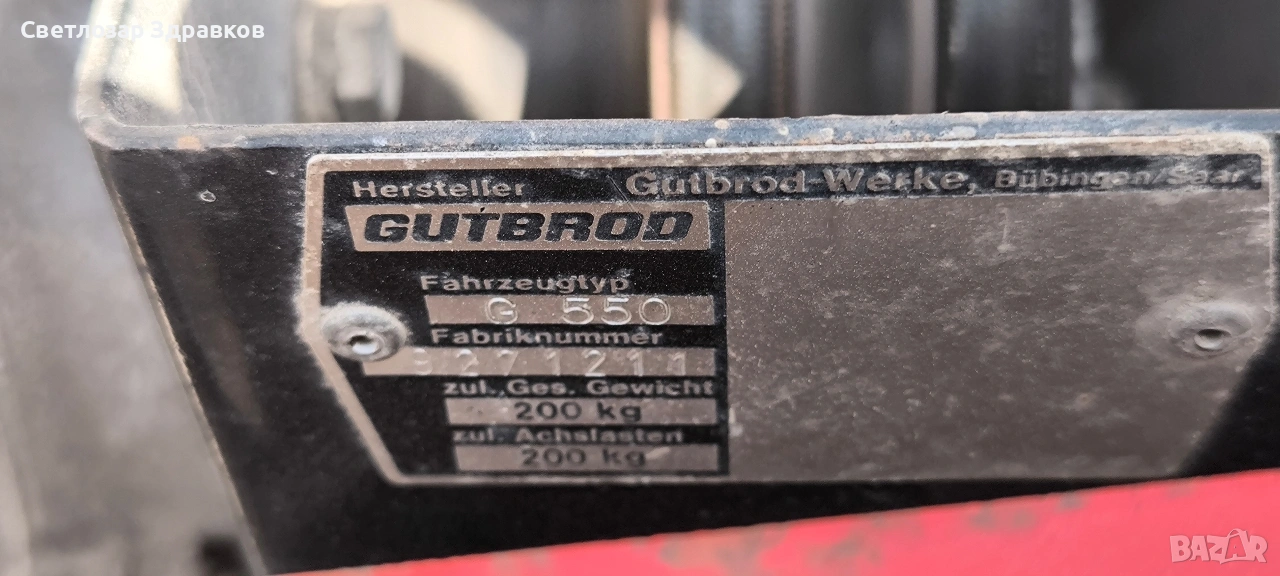 Светлозар Здравков
Hersteller Gutbrod-Werke, Bübingen/Saar
GUTBROD
Fahrzeugtyp
G 550
Fabriknummer
9271211
zul. Ges. Gewicht
200 kg
zul. Achslasten
200 kg
BAZAR